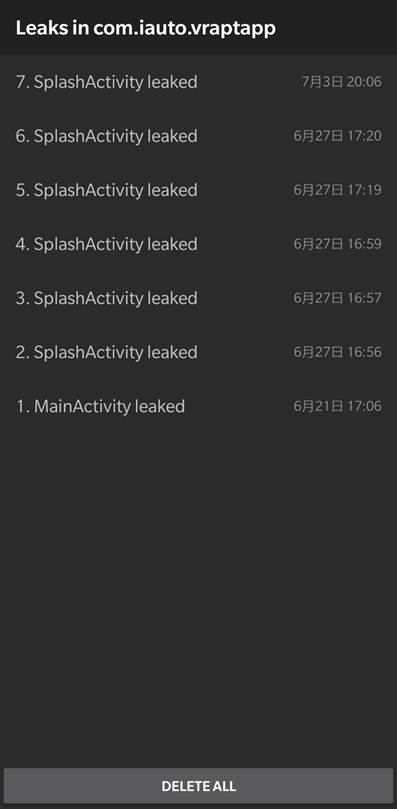 Leaks in com.iauto.vraptapp
7. SplashActivity leaked 7月3日 20:06
6. SplashActivity leaked 6月27日 17:20
5. SplashActivity leaked 6月27日 17:19
4. SplashActivity leaked 6月27日 16:59
3. SplashActivity leaked 6月27日 16:57
2. SplashActivity leaked 6月27日 16:56
1. MainActivity leaked 6月21日 17:06
DELETE ALL